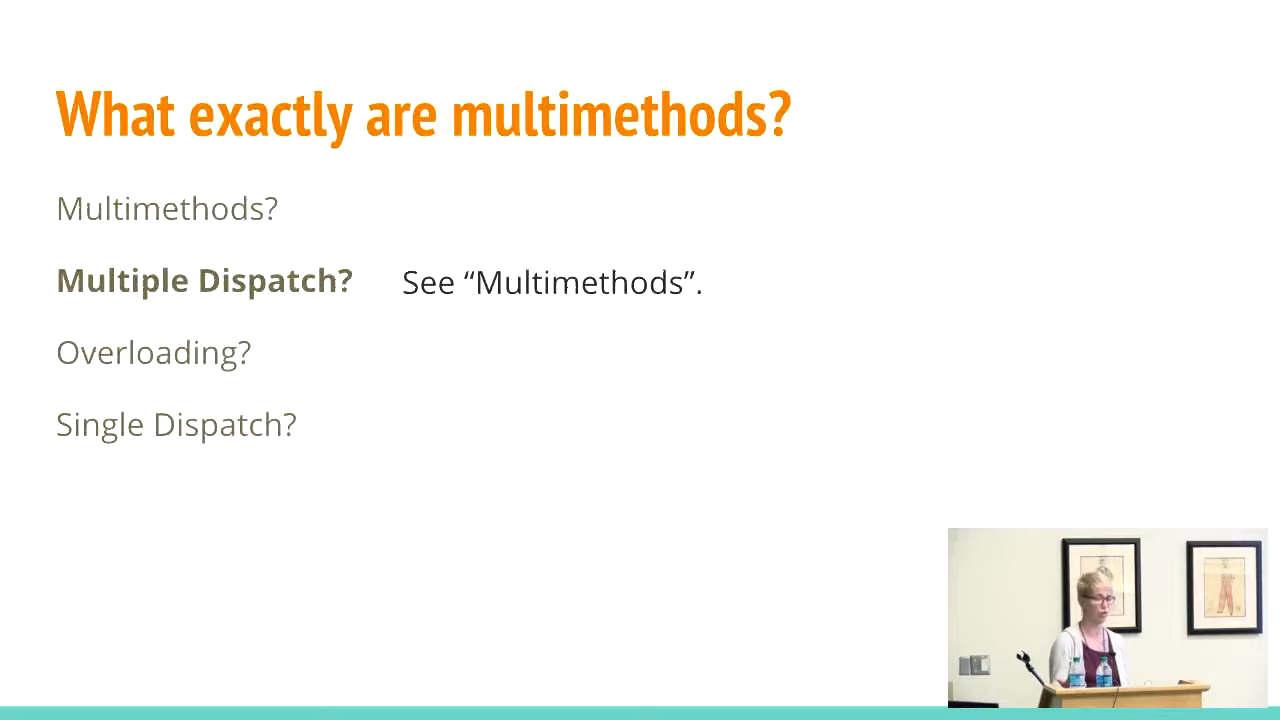 What exactly are multimethods?
Multimethods?
Multiple Dispatch? See “Multimethods”.
Overloading?
Single Dispatch?